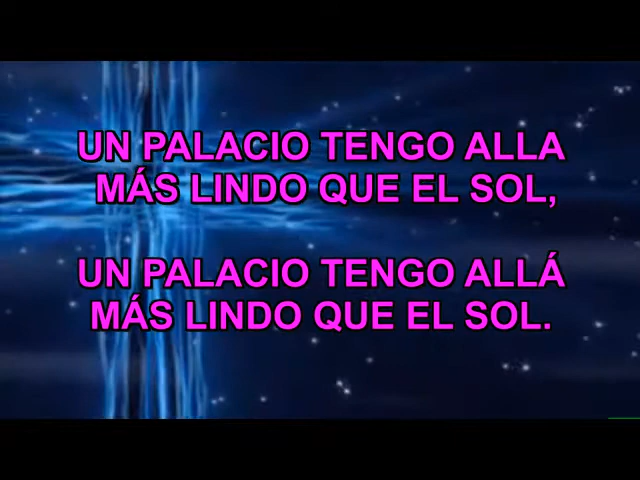 UN PALACIO TENGO ALLA
MÁS LINDO QUE EL SOL,
UN PALACIO TENGO ALLÁ
MÁS LINDO QUE EL SOL.